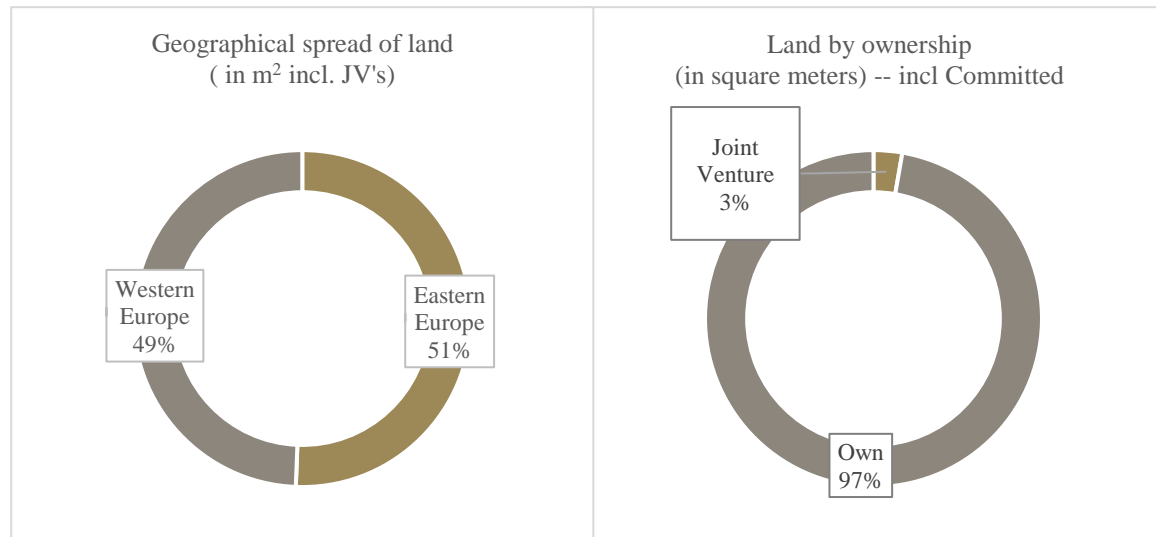 Geographical spread of land
( in m² incl. JV's)
Western
Europe
49%
Eastern
Europe
51%
Land by ownership
(in square meters) -- incl Committed
Joint
Venture
3%
Own
97%